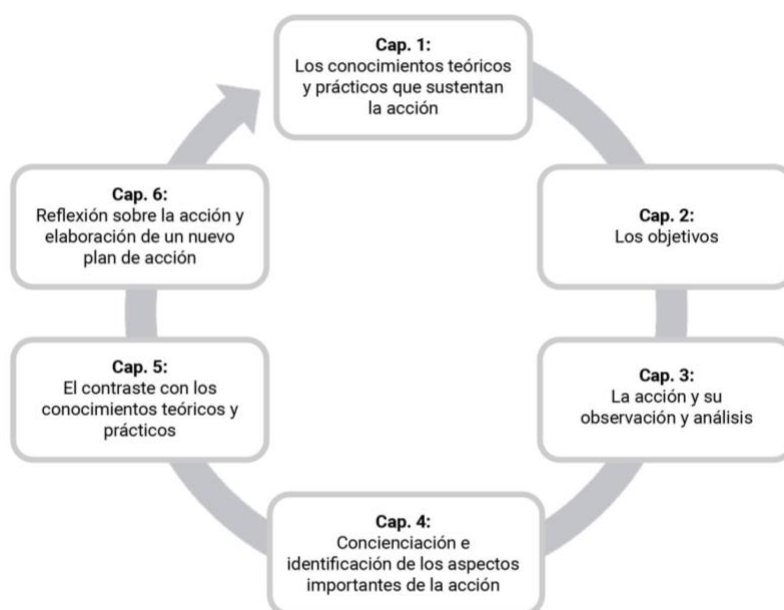 Cap. 1:
Los conocimientos teóricos
y prácticos que sustentan
la acción
Cap. 2:
Los objetivos
Cap. 3:
La acción y su
observación y análisis
Cap. 4:
Concienciación e
identificación de los aspectos
importantes de la acción
Cap. 5:
El contraste con los
conocimientos teóricos y
prácticos
Cap. 6:
Reflexión sobre la acción y
elaboración de un nuevo
plan de acción